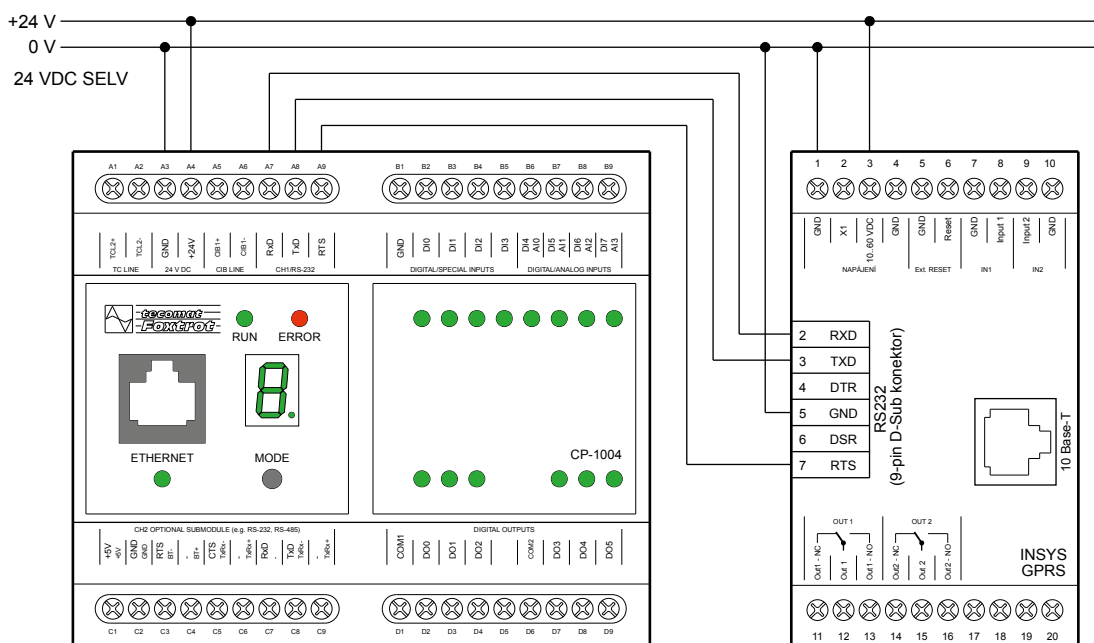 +24 V
0 V
24 VDC SELV
A1 A2 A3 A4 A5 A6 A7 A8 A9
B1 B2 B3 B4 B5 B6 B7 B8 B9
TCL2+ TCL2- GND +24V CIB1+ CIB1- RxD TxD RTS
TC LINE 24 V DC CIB LINE CH1/RS-232
GND DI0 DI1 DI2 DI3 DI4 AI0 DI5 AI1 DI6 AI2 DI7 AI3
DIGITAL/SPECIAL INPUTS DIGITAL/ANALOG INPUTS
tecomat
Foxtrot
RUN ERROR
8.
ETHERNET MODE
CP-1004
CH2 OPTIONAL SUBMODULE (e.g. RS-232, RS-485)
DIGITAL OUTPUTS
+5V +5V GND GND RTS BT- - BT+ CTS TxRx- - TxRx+ RxD - TxD TxRx- - TxRx+
COM1 DO0 DO1 DO2 COM2 DO3 DO4 DO5
C1 C2 C3 C4 C5 C6 C7 C8 C9
D1 D2 D3 D4 D5 D6 D7 D8 D9
1 2 3 4 5 6 7 8 9 10
GND X1 10..60 VDC GND GND Reset GND Input 1 Input 2 GND
NAPÁJENÍ Ext. RESET IN1 IN2
2 RXD
3 TXD
4 DTR
5 GND
6 DSR
7 RTS
RS232
(9-pin D-Sub konektor)
10 Base-T
OUT 1 OUT 2
Out1 - NC Out 1 Out1 - NO Out2 - NC Out 2 Out2 - NO
INSYS
GPRS
11 12 13 14 15 16 17 18 19 20